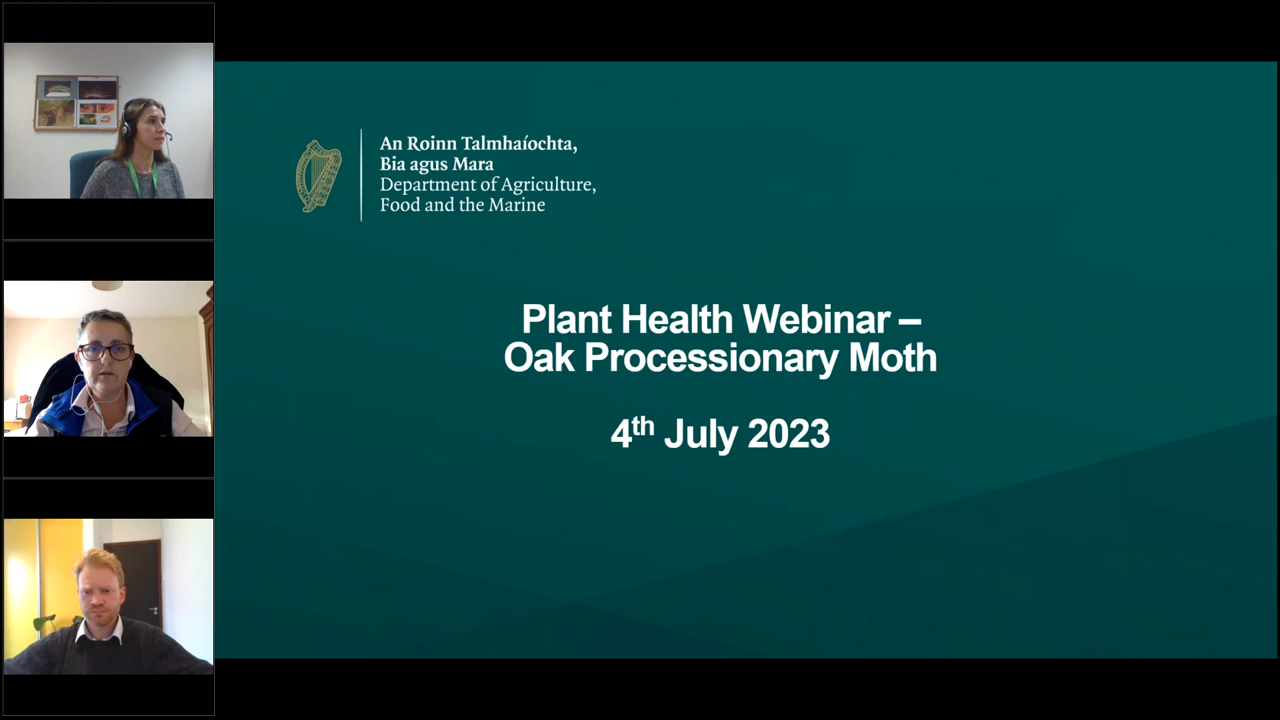 An Roinn Talmhaíochta,
Bia agus Mara
Department of Agriculture,
Food and the Marine
Plant Health Webinar –
Oak Processionary Moth
4th July 2023